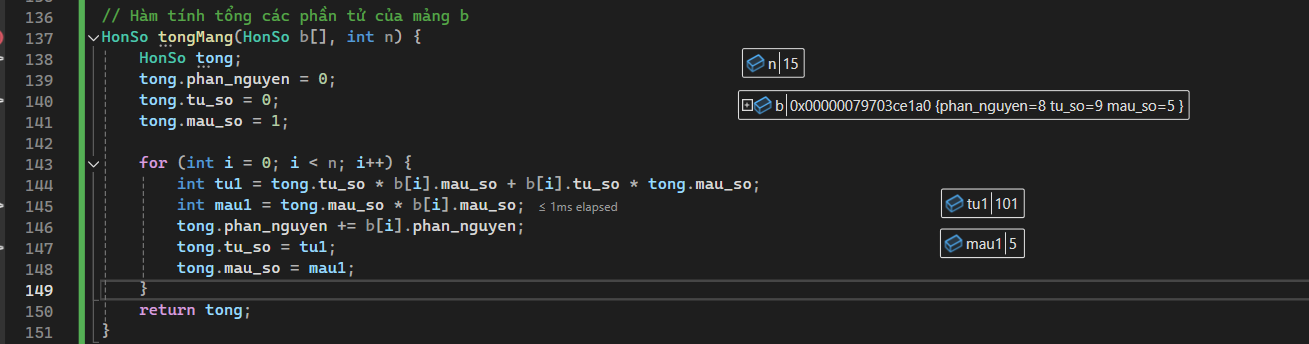 136 // Hàm tính tổng các phần tử của mảng b
137 HonSo tongMang(HonSo b[], int n) {
138 HonSo tong; n 15
139 tong.phan_nguyen = 0;
140 tong.tu_so = 0; b 0x00000079703ce1a0 {phan_nguyen=8 tu_so=9 mau_so=5 }
141 tong.mau_so = 1;
142
143 for (int i = 0; i < n; i++) {
144 int tu1 = tong.tu_so * b[i].mau_so + b[i].tu_so * tong.mau_so;
145 int mau1 = tong.mau_so * b[i].mau_so; ≤ 1ms elapsed tu1 101
146 tong.phan_nguyen += b[i].phan_nguyen;
147 tong.tu_so = tu1; mau1 5
148 tong.mau_so = mau1;
149 }
150 return tong;
151 }